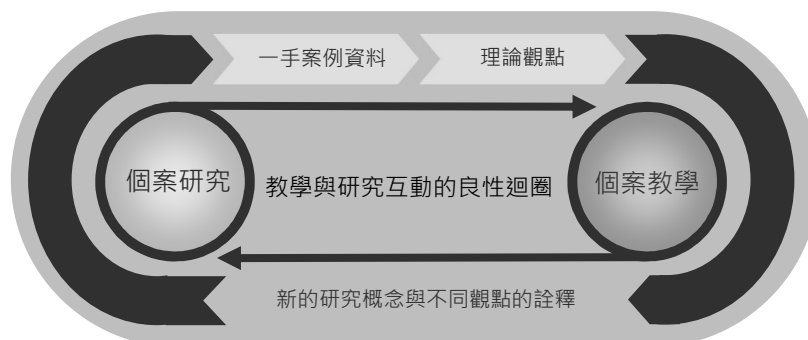 一手案例資料
理論觀點
個案研究
教學與研究互動的良性迴圈
個案教學
新的研究概念與不同觀點的詮釋